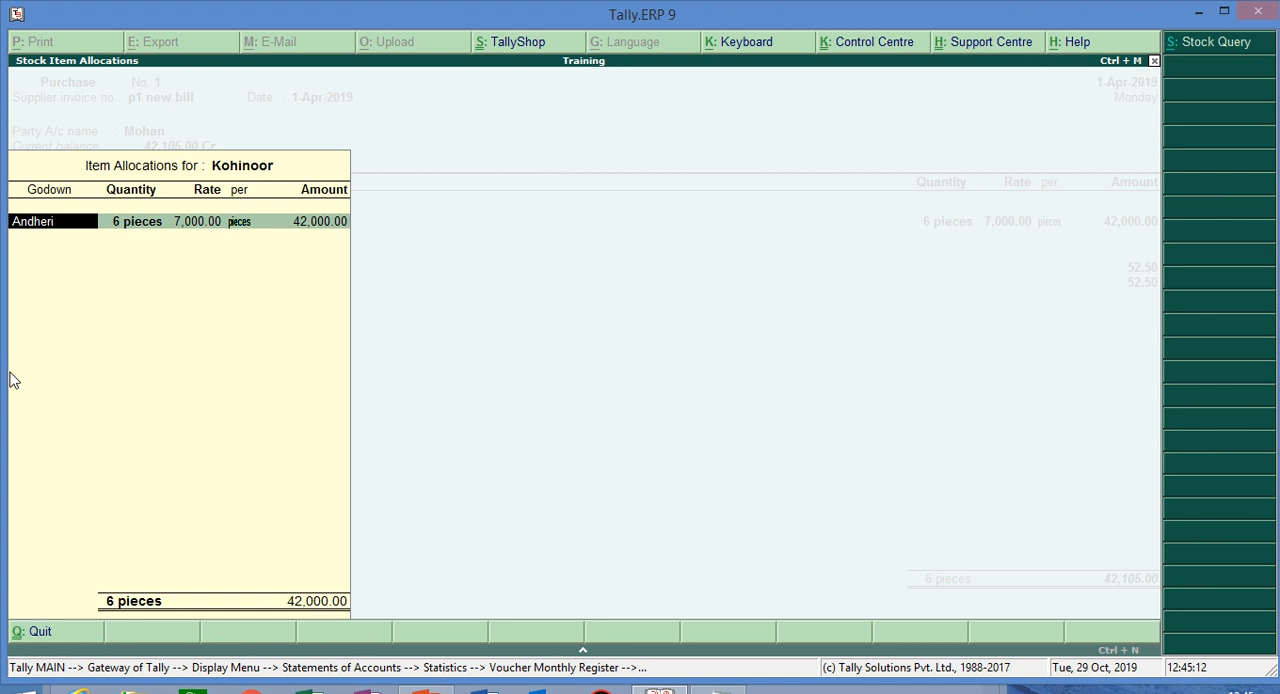 Tally.ERP 9
P: Print E: Export M: E-Mail O: Upload S: TallyShop G: Language K: Keyboard K: Control Centre H: Support Centre H: Help S: Stock Query
Stock Item Allocations Training Ctrl + M
Purchase No. 1 1-Apr-2019
Supplier invoice no.: p1 new bill Date : 1-Apr-2019 Monday
Party A/c name : Mohan
Current balance : 42,105.00 Cr
Item Allocations for : Kohinoor
Godown Quantity Rate per Amount
Quantity Rate per Amount
Andheri 6 pieces 7,000.00 pieces 42,000.00
6 pieces 7,000.00 pieces 42,000.00
52.50
52.50
6 pieces 42,105.00
6 pieces 42,000.00
Q: Quit
Ctrl + N
Tally MAIN --> Gateway of Tally --> Display Menu --> Statements of Accounts --> Statistics --> Voucher Monthly Register -->... (c) Tally Solutions Pvt. Ltd., 1988-2017 Tue, 29 Oct, 2019 12:45:12